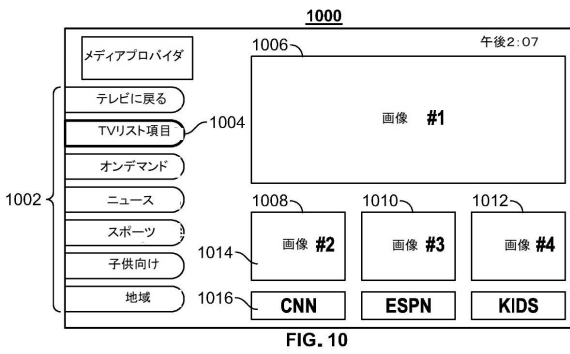 1000
メディアプロバイダ
1006
午後2:07
テレビに戻る
TVリスト項目
1004
画像 #1
オンデマンド
1002
ニュース
1008
1010
1012
スポーツ
画像 #2
画像 #3
画像 #4
1014
子供向け
地域
1016
CNN
ESPN
KIDS
FIG. 10